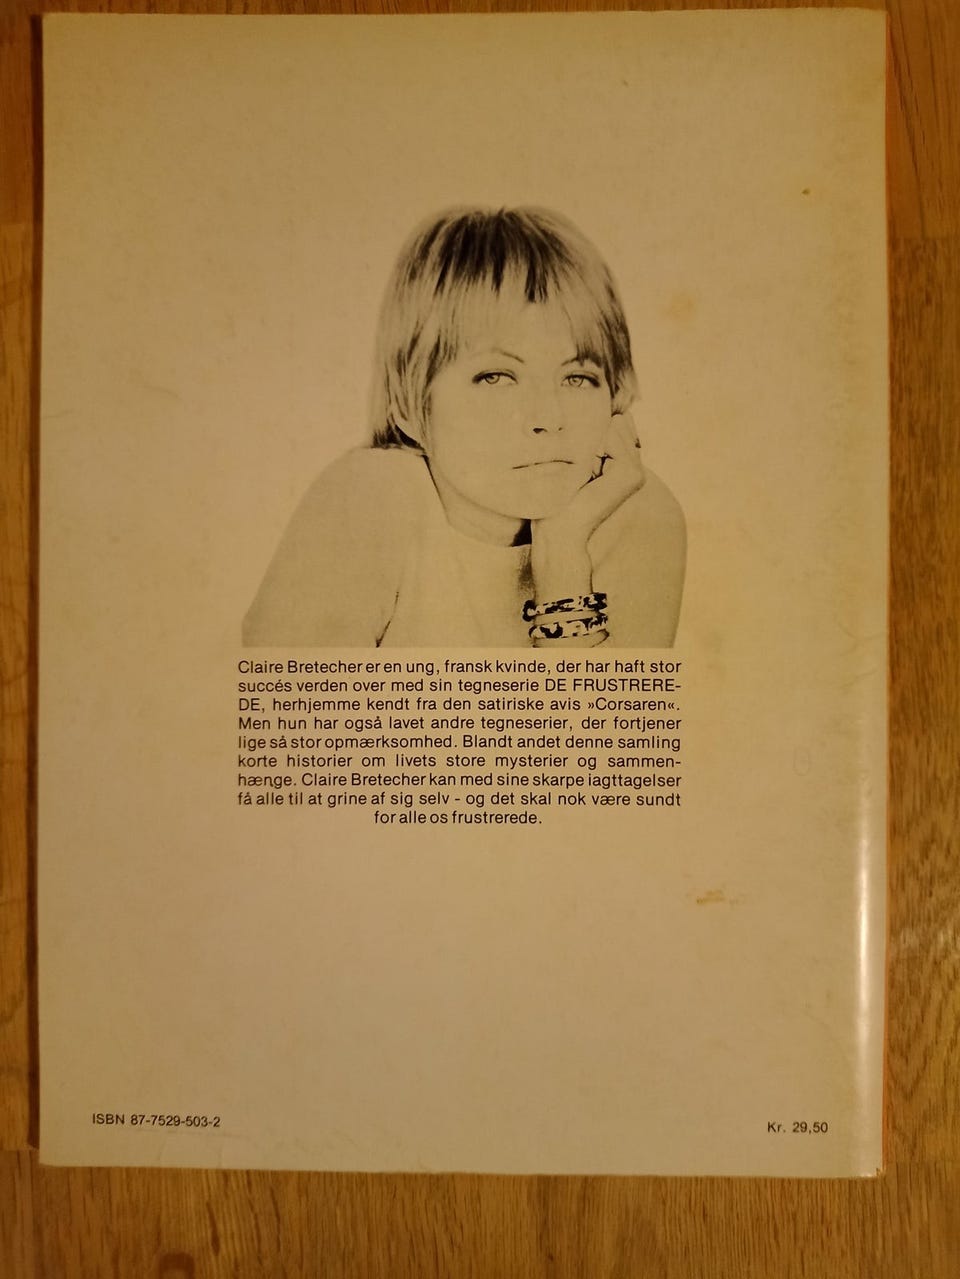 Claire Bretecher er en ung, fransk kvinde, der har haft stor
succés verden over med sin tegneserie DE FRUSTRERE-
DE, herhjemme kendt fra den satiriske avis »Corsaren«.
Men hun har også lavet andre tegneserier, der fortjener
lige så stor opmærksomhed. Blandt andet denne samling
korte historier om livets store mysterier og sammen-
hænge. Claire Bretecher kan med sine skarpe iagttagelser
få alle til at grine af sig selv - og det skal nok være sundt
for alle os frustrerede.
ISBN 87-7529-503-2
Kr. 29,50